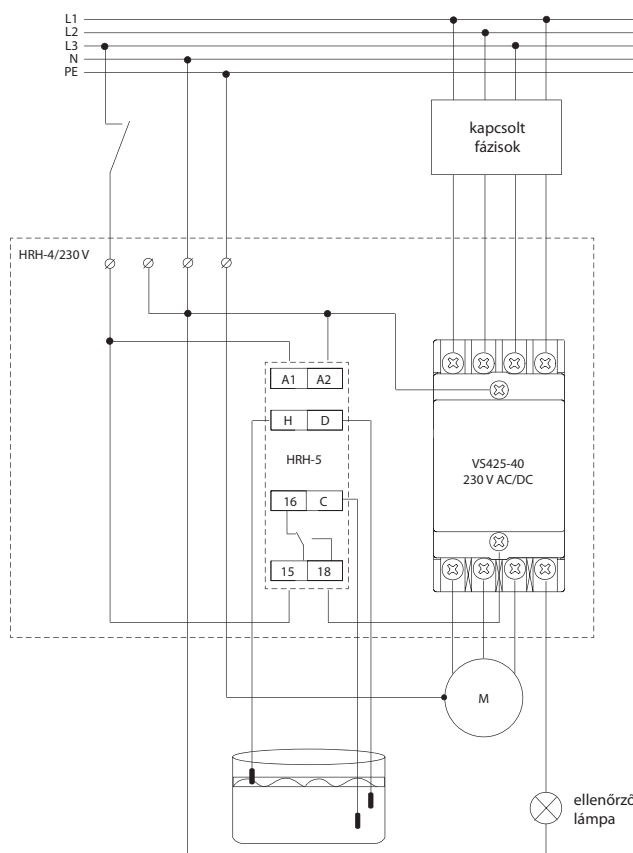 L1
L2
L3
N
PE
kapcsolt
fázisok
HRH-4/230 V
A1 A2
H D
HRH-5
VS425-40
230 V AC/DC
16 C
15 18
M
ellenőrző
lámpa